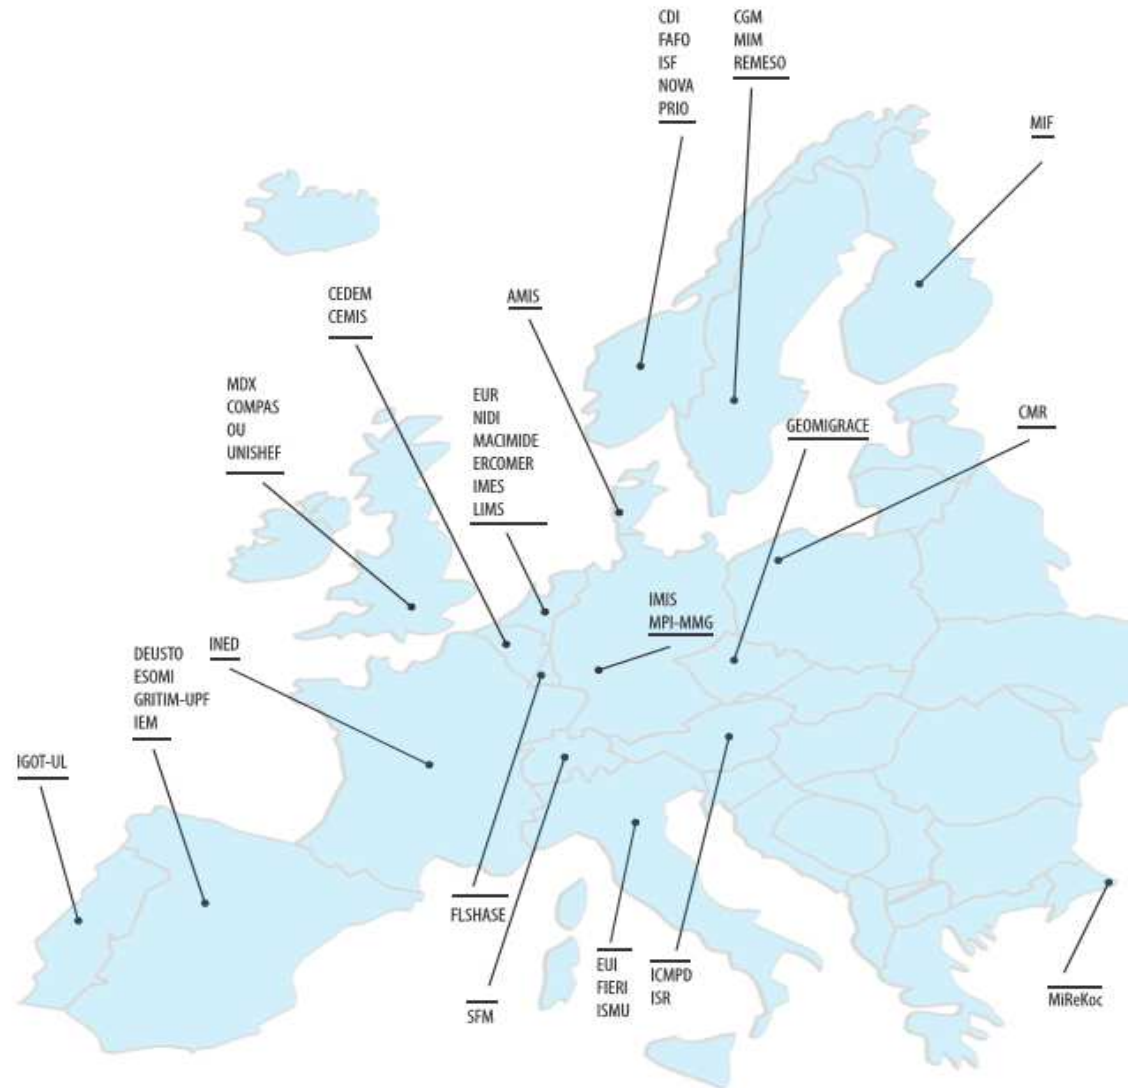 CDI
FAFO
ISF
NOVA
PRIO
CGM
MIM
REMESO
MIF
CEDEM
CEMIS
AMIS
MDX
COMPAS
OU
UNISHEF
EUR
NIDI
MACIMIDE
ERCOMER
IMES
LIMS
GEOMIGRACE
CMR
IMIS
MPI-MMG
INED
DEUSTO
ESOMI
GRITIM-UPF
IEM
IGOT-UL
FLSHASE
SFM
EUI
FIERI
ISMU
ICMPD
ISR
MiReKoc